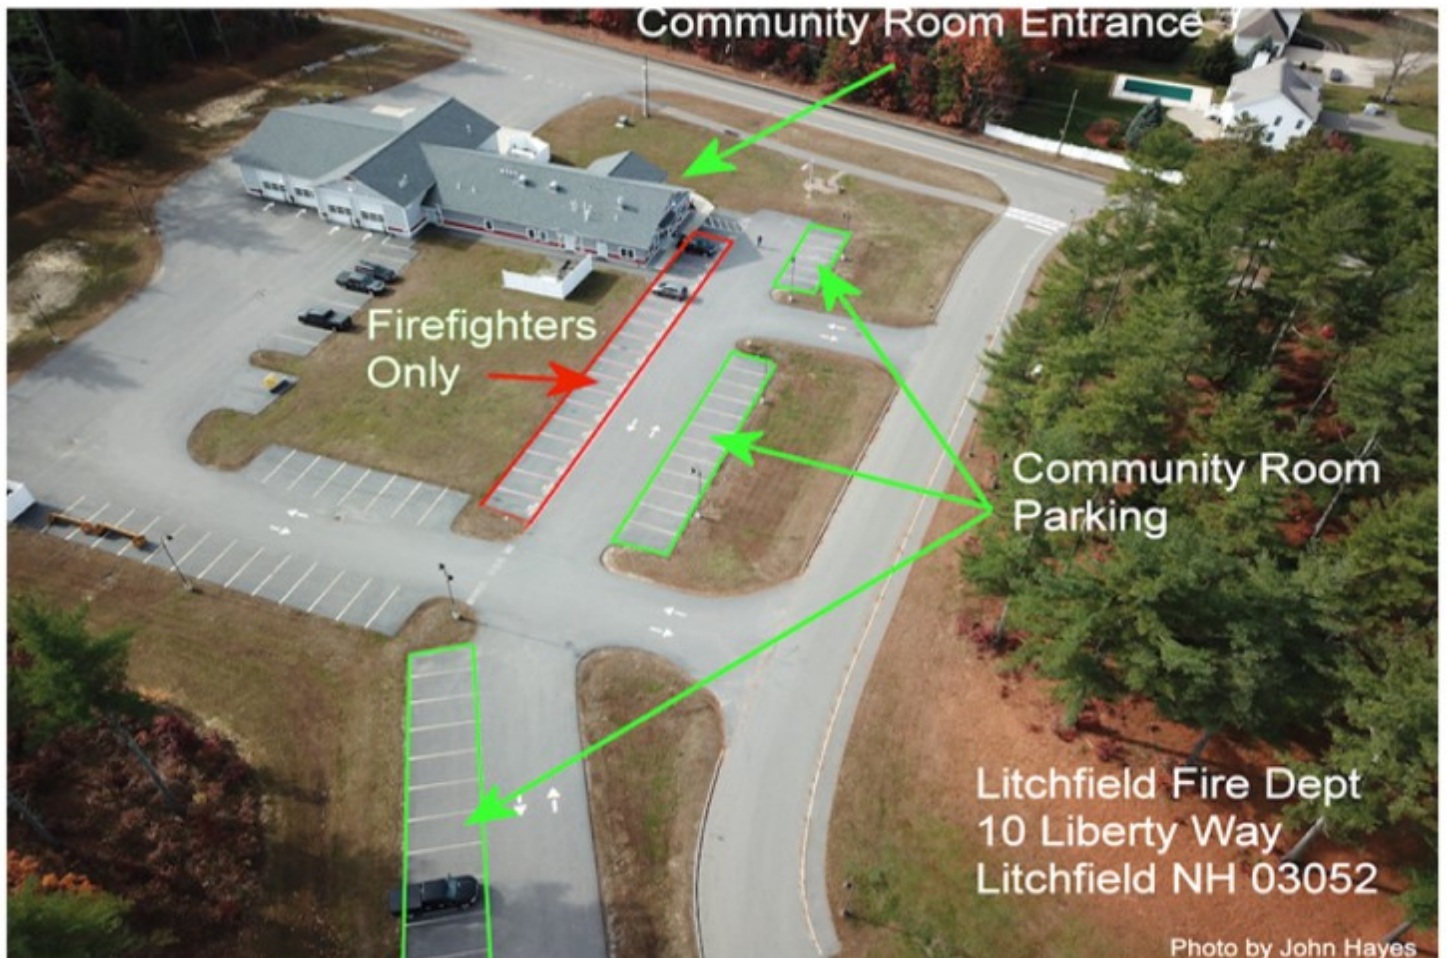 Community Room Entrance
Firefighters
Only
Community Room
Parking
Litchfield Fire Dept
10 Liberty Way
Litchfield NH 03052
Photo by John Hayes